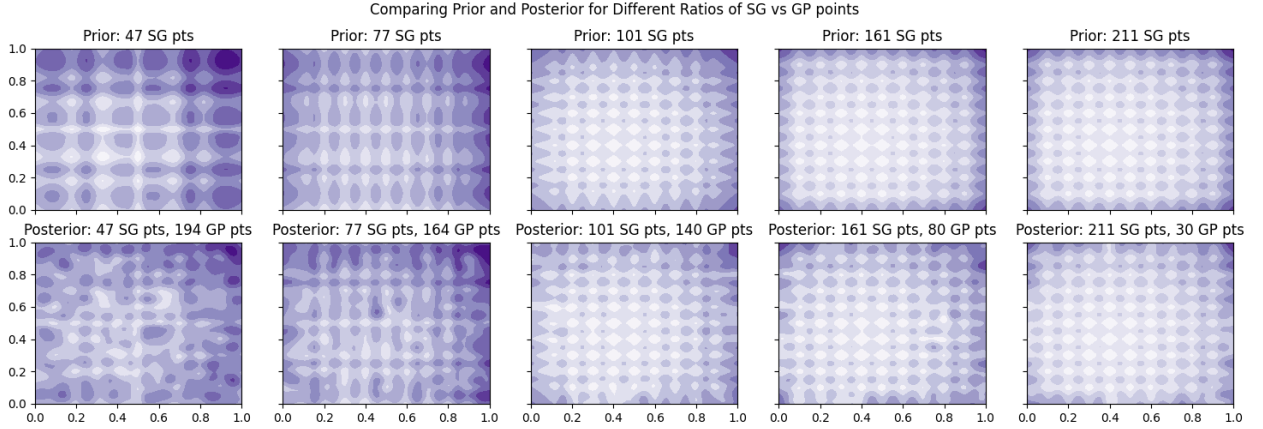 Comparing Prior and Posterior for Different Ratios of SG vs GP points
Prior: 47 SG pts
Prior: 77 SG pts
Prior: 101 SG pts
Prior: 161 SG pts
Prior: 211 SG pts
1.0
0.8
0.6
0.4
0.2
0.0
Posterior: 47 SG pts, 194 GP pts
Posterior: 77 SG pts, 164 GP pts
Posterior: 101 SG pts, 140 GP pts
Posterior: 161 SG pts, 80 GP pts
Posterior: 211 SG pts, 30 GP pts
1.0
0.8
0.6
0.4
0.2
0.0
0.0 0.2 0.4 0.6 0.8 1.0
0.0 0.2 0.4 0.6 0.8 1.0
0.0 0.2 0.4 0.6 0.8 1.0
0.0 0.2 0.4 0.6 0.8 1.0
0.0 0.2 0.4 0.6 0.8 1.0